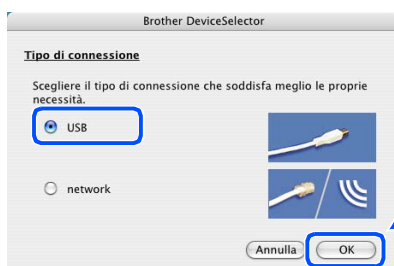 Brother DeviceSelector
Tipo di connessione
Scegliere il tipo di connessione che soddisfa meglio le proprie
necessità.
USB
network
Annulla OK